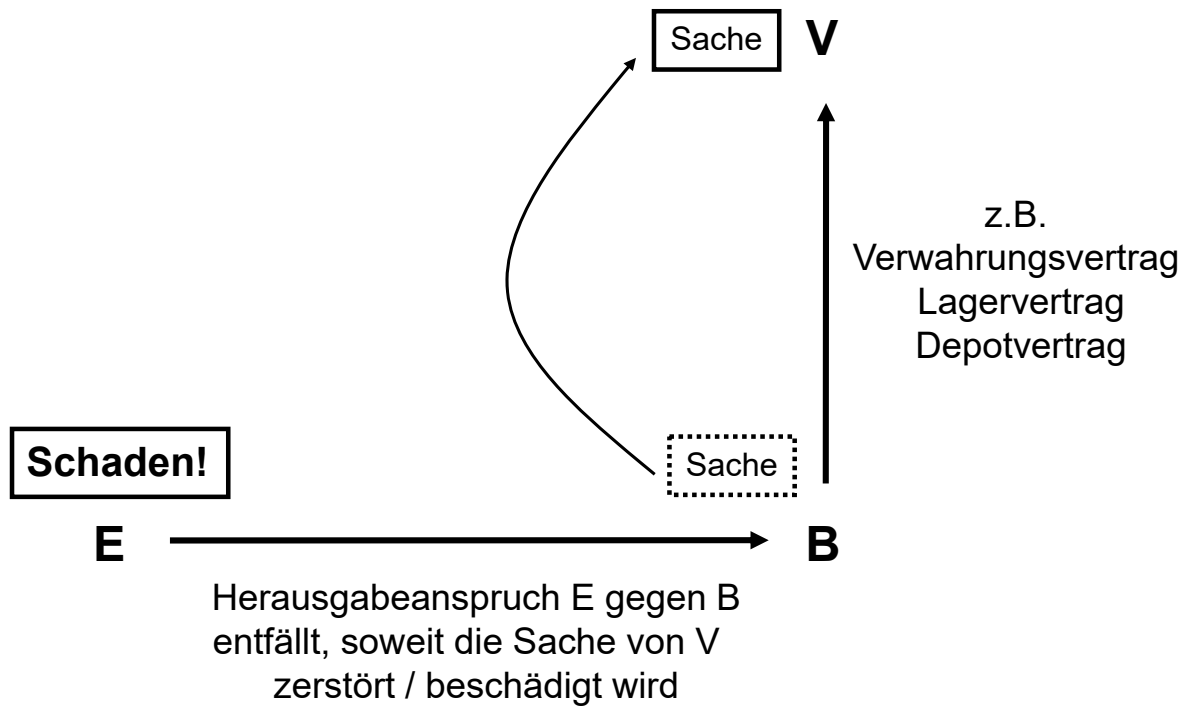 Sache V
z.B.
Verwahrungsvertrag
Lagervertrag
Depotvertrag
Schaden!
Sache
E B
Herausgabeanspruch E gegen B
entfällt, soweit die Sache von V
zerstört / beschädigt wird